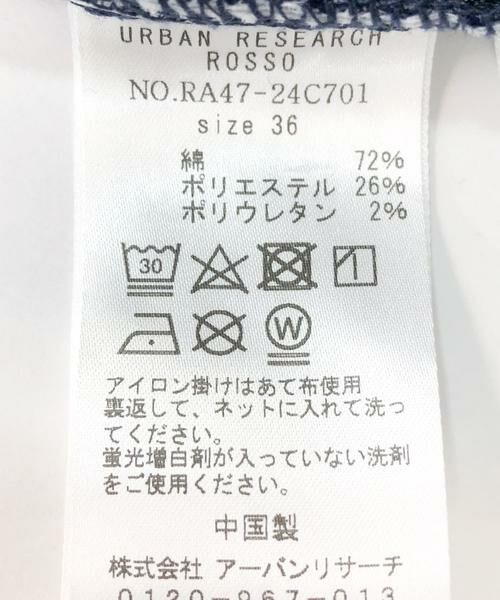 URBAN RESEARCH
ROSSO
NO.RA47-24C701
size 36
綿 72%
ポリエステル 26%
ポリウレタン 2%
30
W
アイロン掛けはあて布使用
裏返して、ネットに入れて洗っ
てください。
蛍光増白剤が入っていない洗剤
をご使用ください。
中国製
株式会社 アーバンリサーチ
0120-967-013